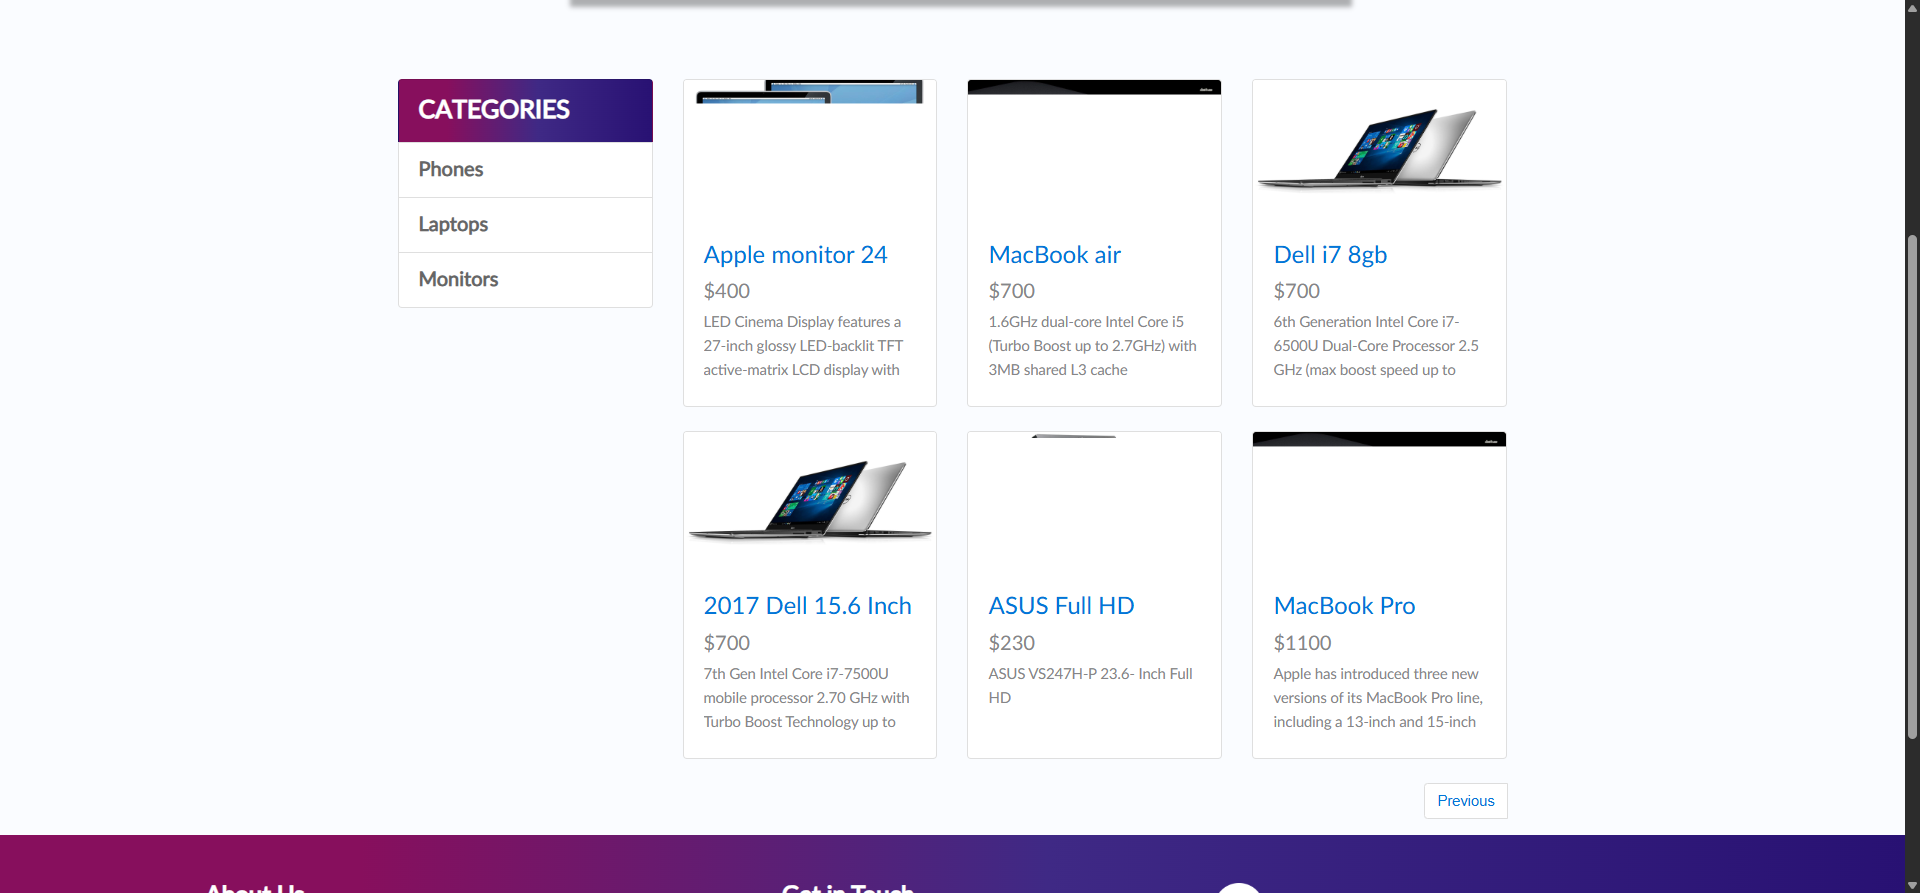 CATEGORIES
Phones
Laptops
Monitors
Apple monitor 24
$400
LED Cinema Display features a
27-inch glossy LED-backlit TFT
active-matrix LCD display with
MacBook air
$700
1.6GHz dual-core Intel Core i5
(Turbo Boost up to 2.7GHz) with
3MB shared L3 cache
Dell i7 8gb
$700
6th Generation Intel Core i7-
6500U Dual-Core Processor 2.5
GHz (max boost speed up to
2017 Dell 15.6 Inch
$700
7th Gen Intel Core i7-7500U
mobile processor 2.70 GHz with
Turbo Boost Technology up to
ASUS Full HD
$230
ASUS VS247H-P 23.6- Inch Full
HD
MacBook Pro
$1100
Apple has introduced three new
versions of its MacBook Pro line,
including a 13-inch and 15-inch
Previous
About Us
Get in Touch